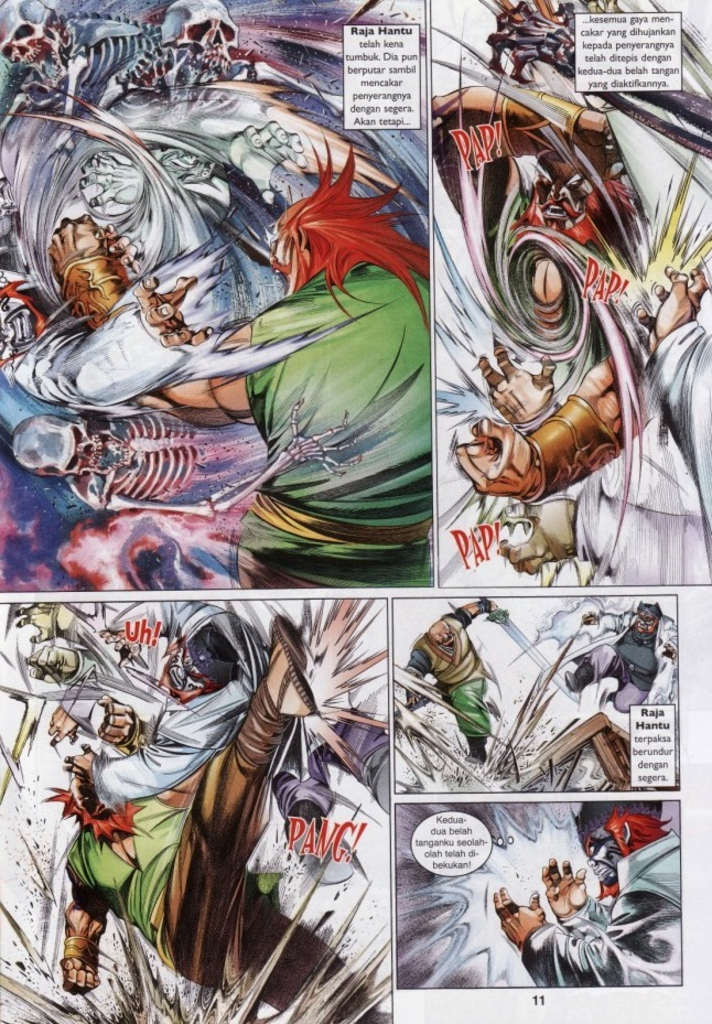 Raja Hantu
telah kena
tumbuk. Dia pun
berputar sambil
mencakar
penyerangnya
dengan segera.
Akan tetapi...
...kesemua gaya men-
cakar yang dihujankan
kepada penyerangnya
telah ditepis dengan
kedua-dua belah tangan
yang diaktifkannya.
PAP!
PAP!
PAP!
Uh!
PANG!
Raja
Hantu
terpaksa
berundur
dengan
segera.
Kedua-
dua belah
tanganku seolah-
olah telah di-
bekukan!
11